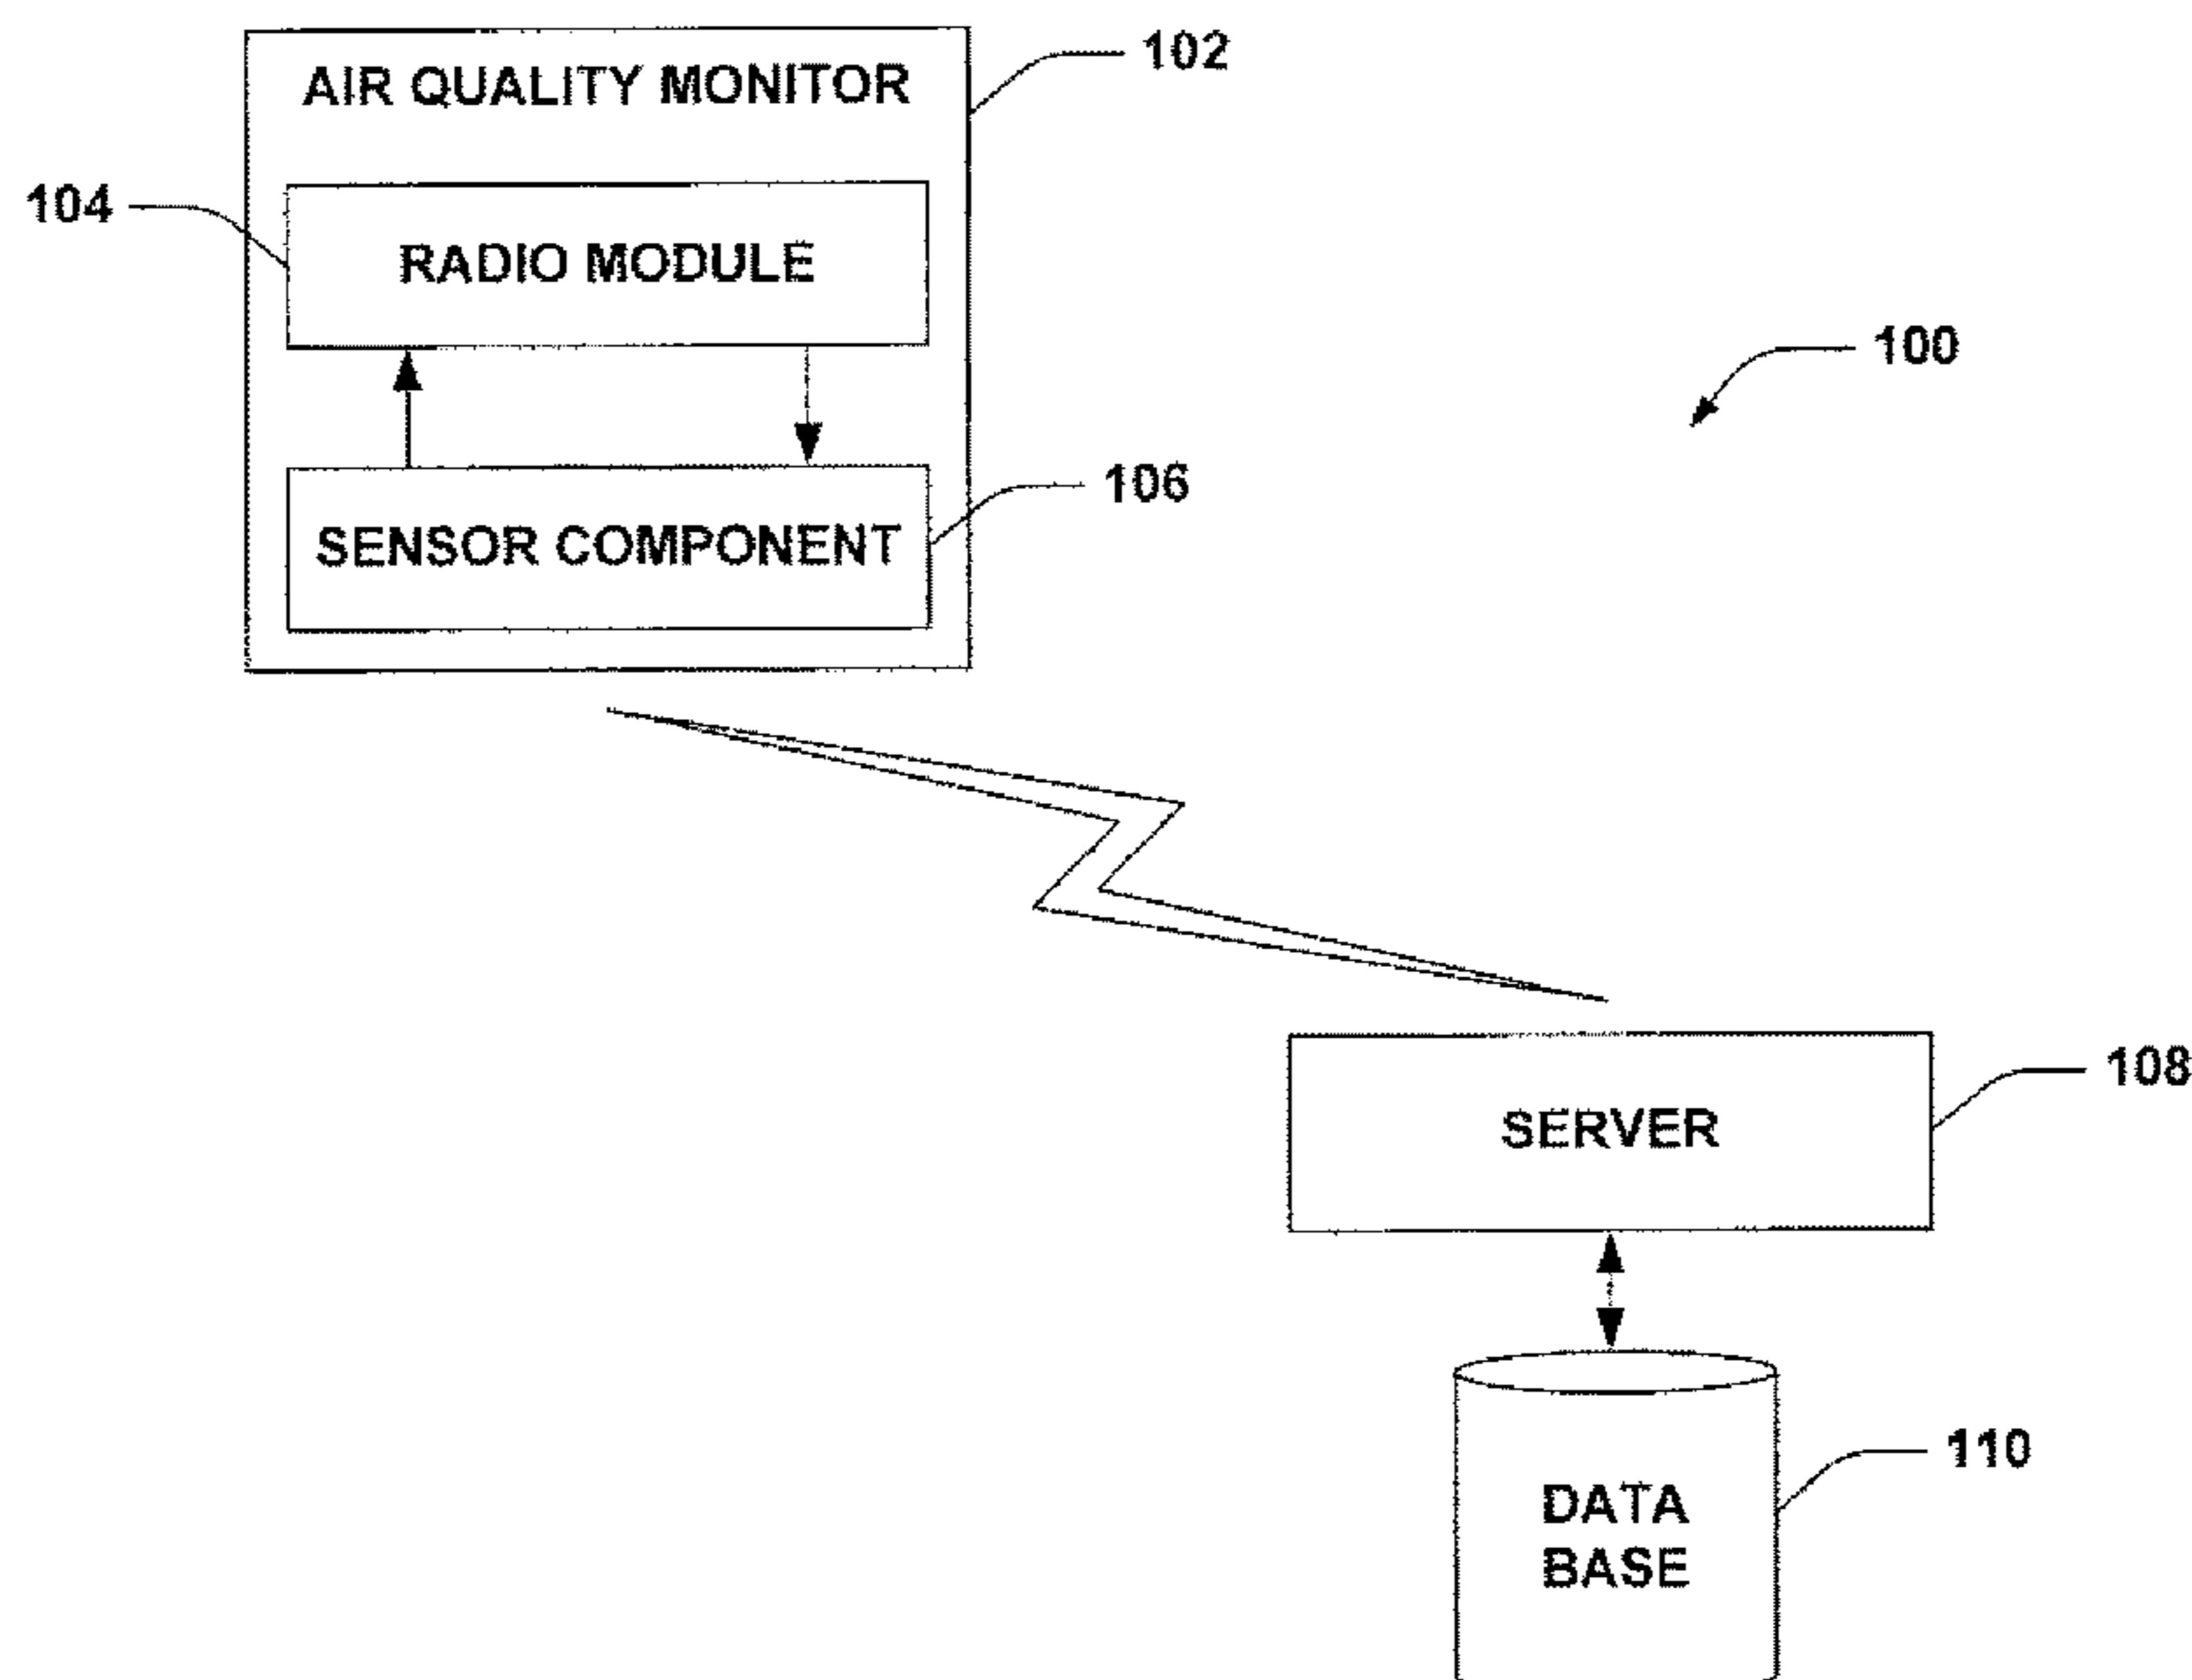 AIR QUALITY MONITOR
102
104
RADIO MODULE
100
106
SENSOR COMPONENT
108
SERVER
110
DATA
BASE